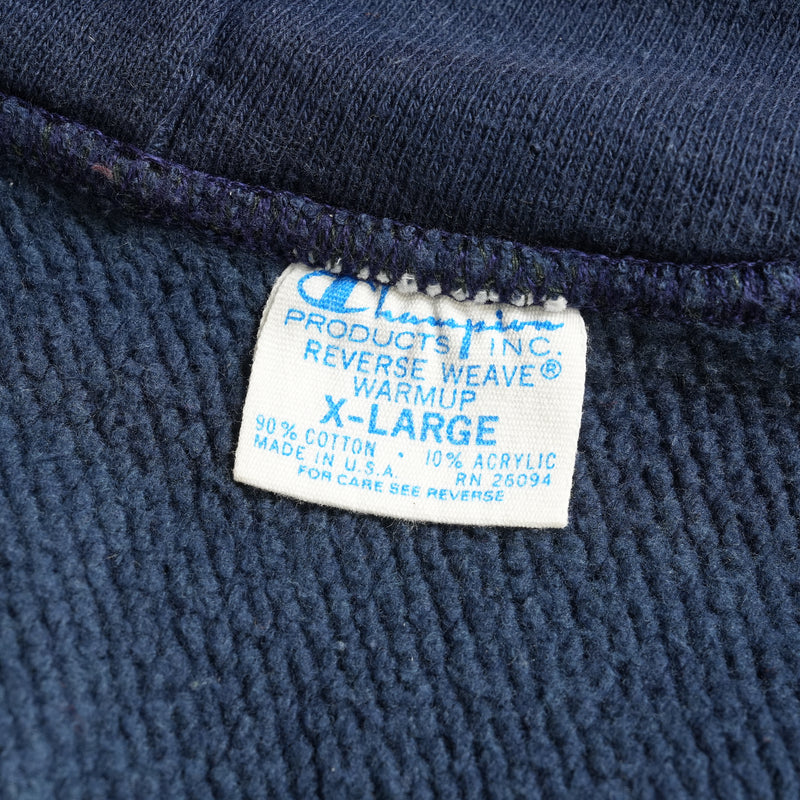 Champion
PRODUCTS INC.
REVERSE WEAVE®
WARMUP
X-LARGE
90% COTTON · 10% ACRYLIC
MADE IN U.S.A. RN 26094
FOR CARE SEE REVERSE